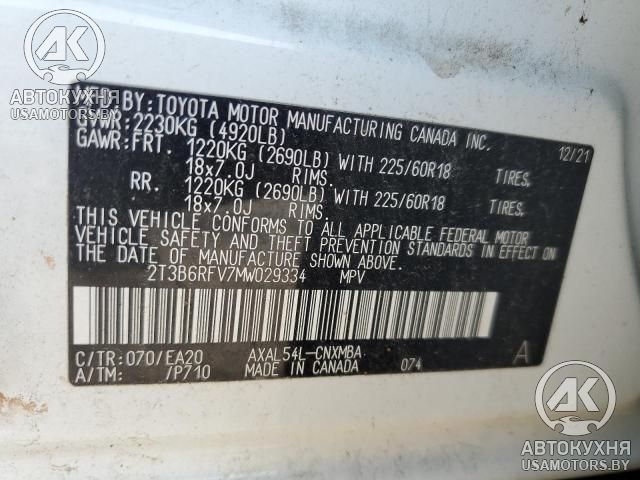 АК
АВТОКУХНЯ
USAMOTORS.BY
BY: TOYOTA MOTOR MANUFACTURING CANADA INC.
GVWR: 2230KG (4920LB) 12/21
GAWR: FRT. 1220KG (2690LB) WITH 225/60R18 TIRES,
18x7.0J RIMS.
RR. 1220KG (2690LB) WITH 225/60R18 TIRES,
18x7.0J RIMS.
THIS VEHICLE CONFORMS TO ALL APPLICABLE FEDERAL MOTOR
VEHICLE SAFETY AND THEFT PREVENTION STANDARDS IN EFFECT ON
THE DATE OF MANUFACTURE SHOWN ABOVE.
2T3B6RFV7MW029334 MPV
C/TR: 070/EA20 AXAL54L-CNXMBA A
A/TM: /P710 MADE IN CANADA 074
АК
АВТОКУХНЯ
USAMOTORS.BY